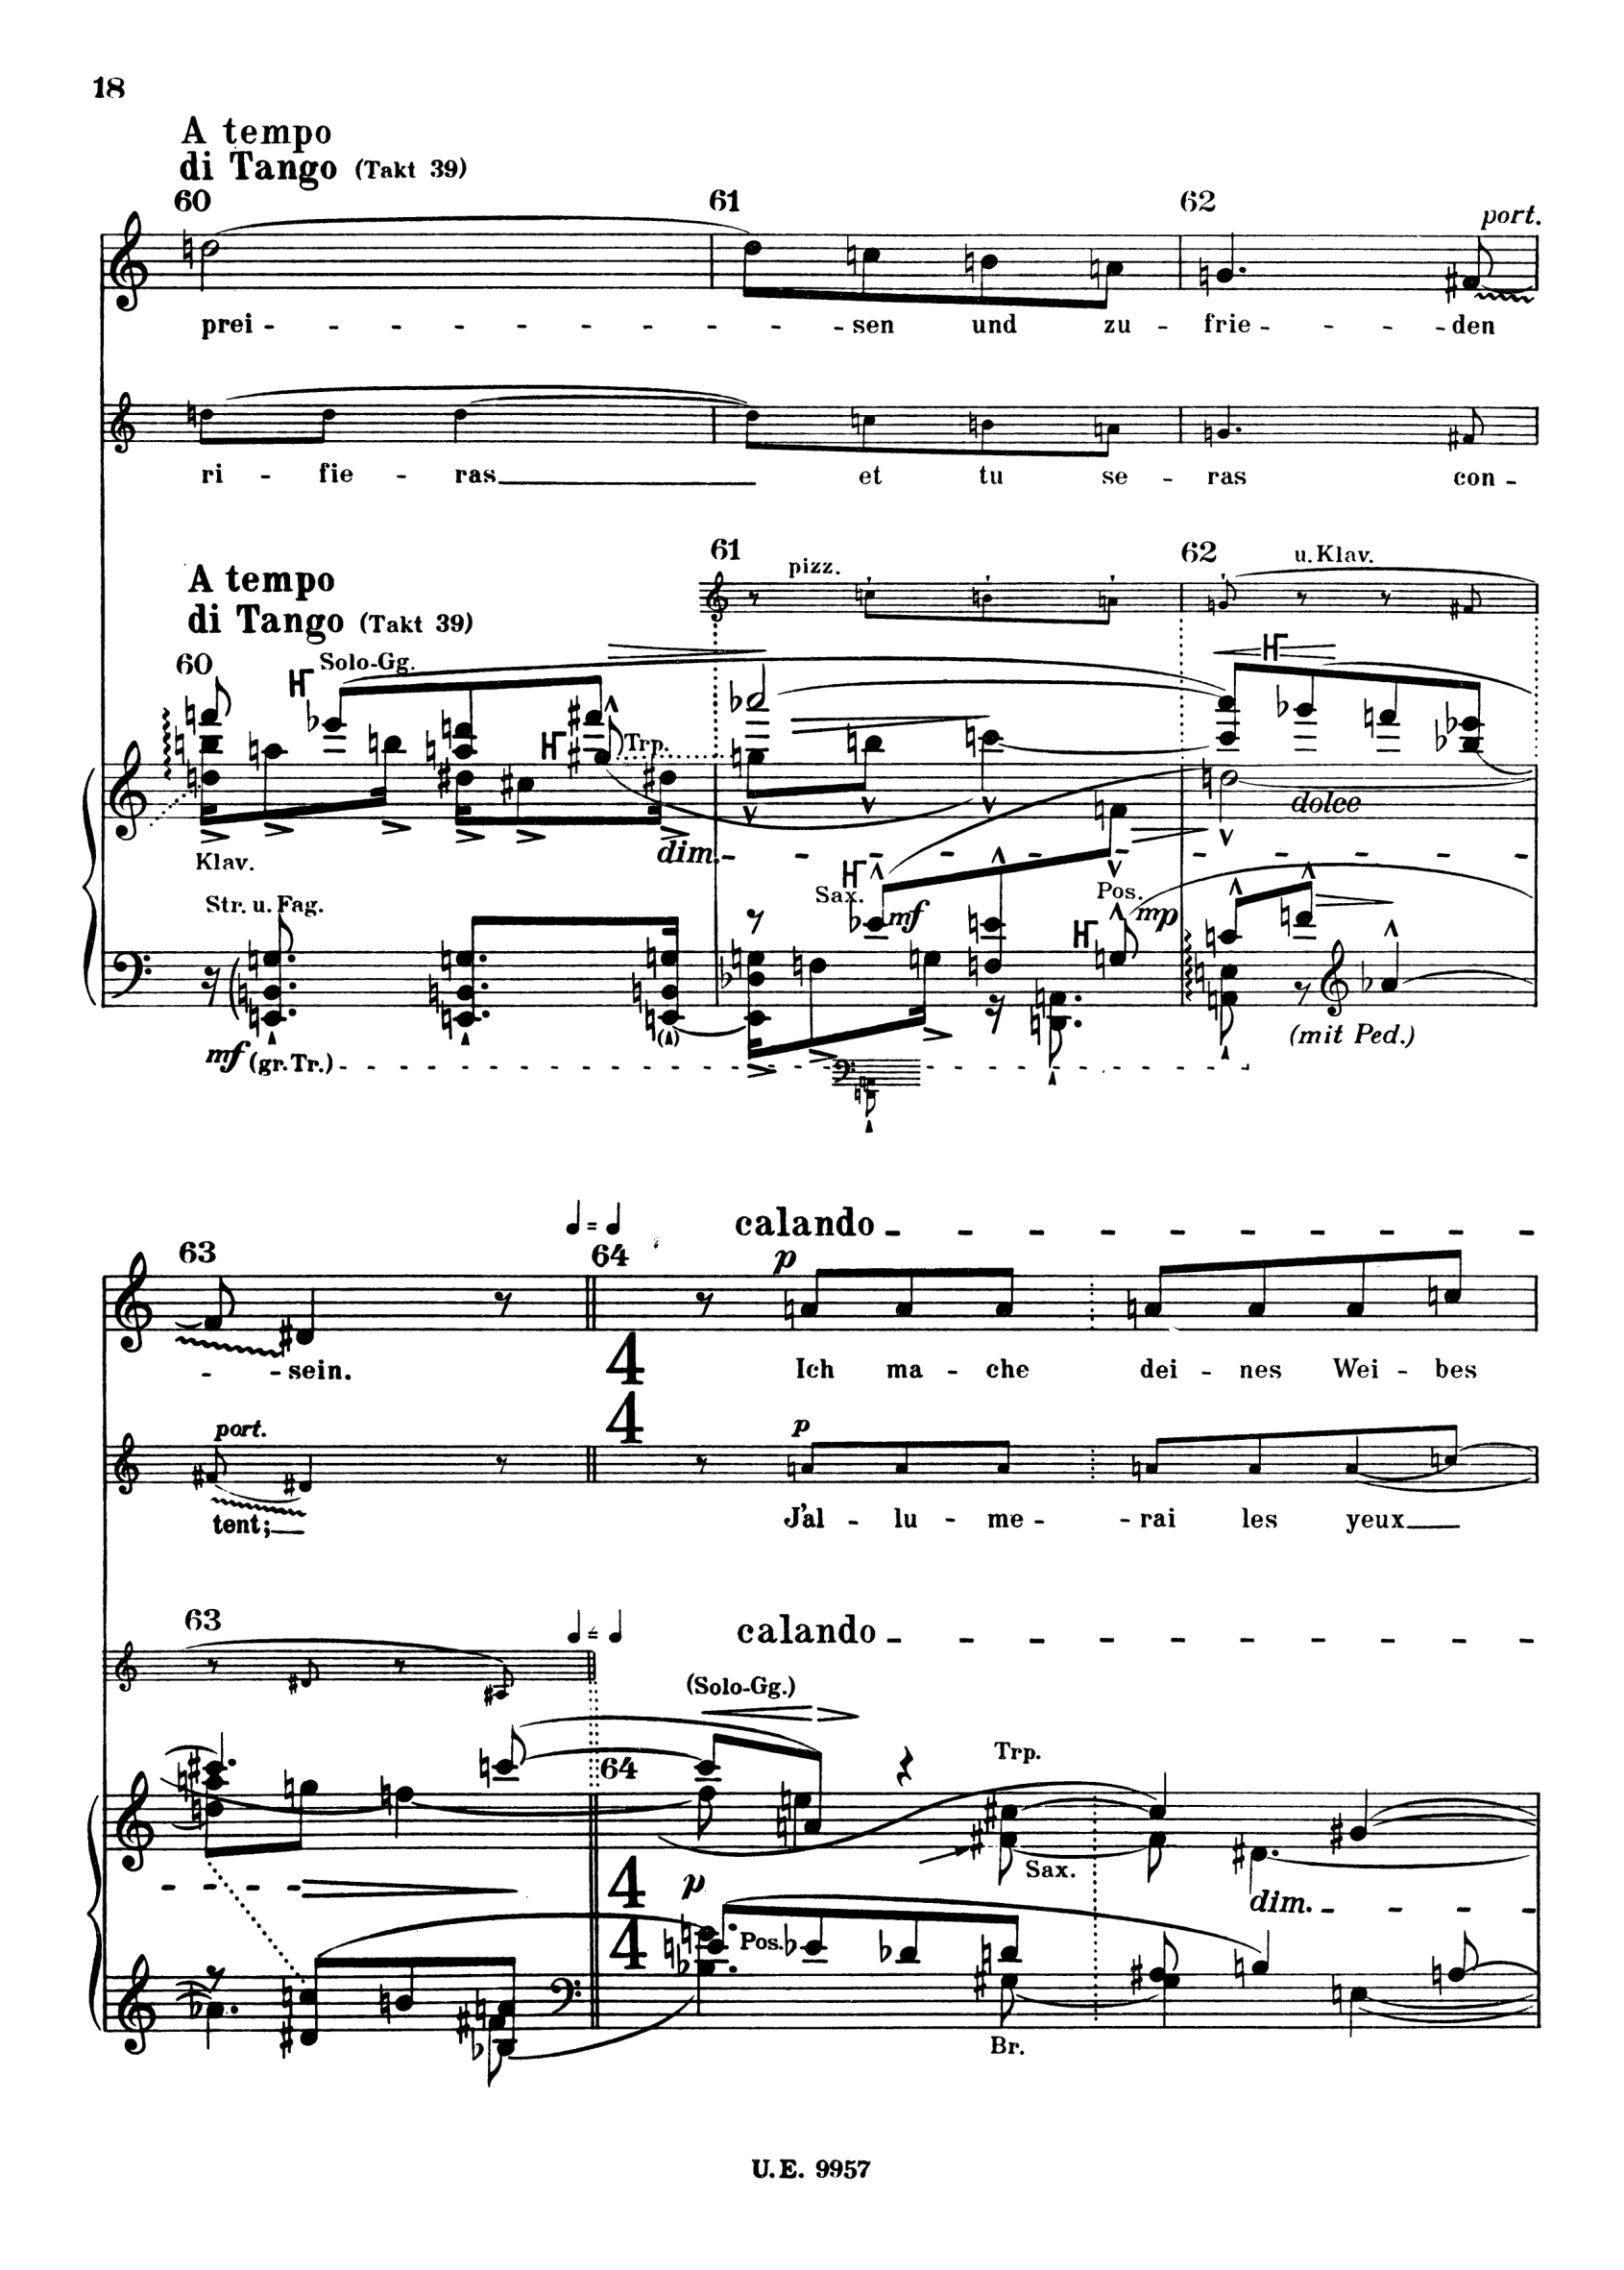 18
A tempo
di Tango (Takt 39)
60 61 62 port.
prei - - - - - - - - - sen und zu - frie - - - den
ri - fie - ras et tu se - ras con -
A tempo
di Tango (Takt 39)
61 pizz. 62 u. Klav.
60 Solo-Gg.
Trp.
dolce
dim.
Klav.
Str. u. Fag. Sax. mf Pos. mp
(mit Ped.)
mf (gr. Tr.)
63 = 64 calando
p
- - sein. 4 Ich ma - che dei - nes Wei - bes
4
port. p
tent; J'al - lu - me - - rai les yeux
63 = calando
(Solo-Gg.)
64 Trp.
Sax.
p dim.
4
4 Pos.
Br.
U. E. 9957